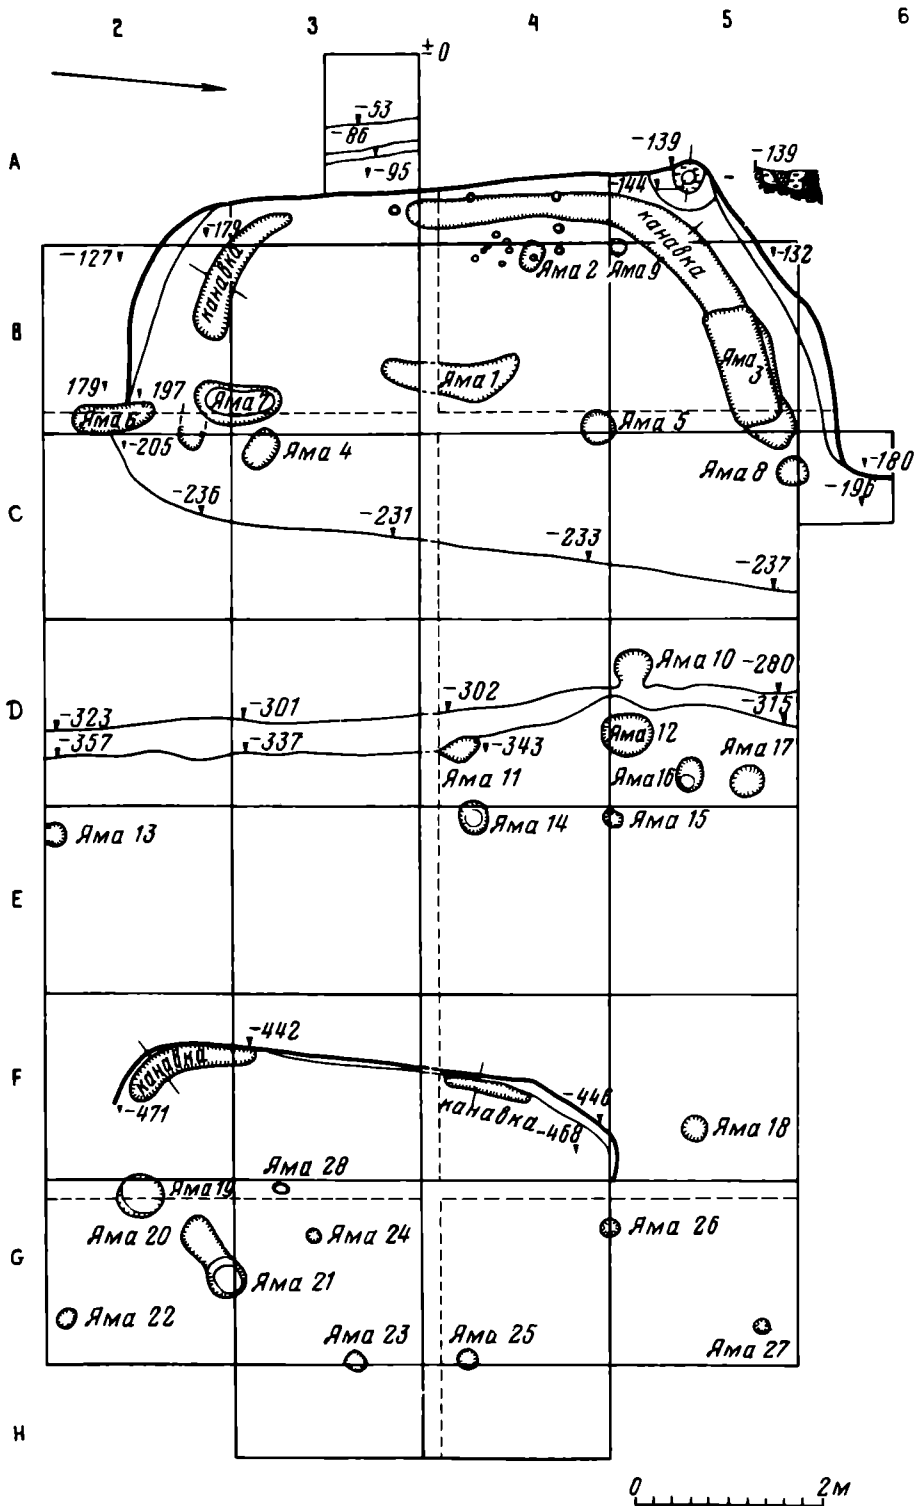 2 3 4 5 6
±0
-53
-86
-139 -139
А
-95
-144
-179
канавка
-127
канавка
Яма 2 Яма 9
-132
В
Яма 3
179 197
Яма 7
Яма 1
Яма 6
-205
Яма 4
Яма 5
Яма 8
-180
-196
С
-236
-231
-233
-237
Яма 10 -280
D
-323 -301 -302 -315
-357 -337 -343 Яма 12 Яма 17
Яма 11 Яма 16
Яма 13 Яма 14 Яма 15
Е
-442
F
канавка
-446
-471
канавка -468
Яма 18
Яма 28
Яма 19
Яма 20 Яма 24 Яма 26
G
Яма 21
Яма 22
Яма 23 Яма 25
Яма 27
Н
0 2м